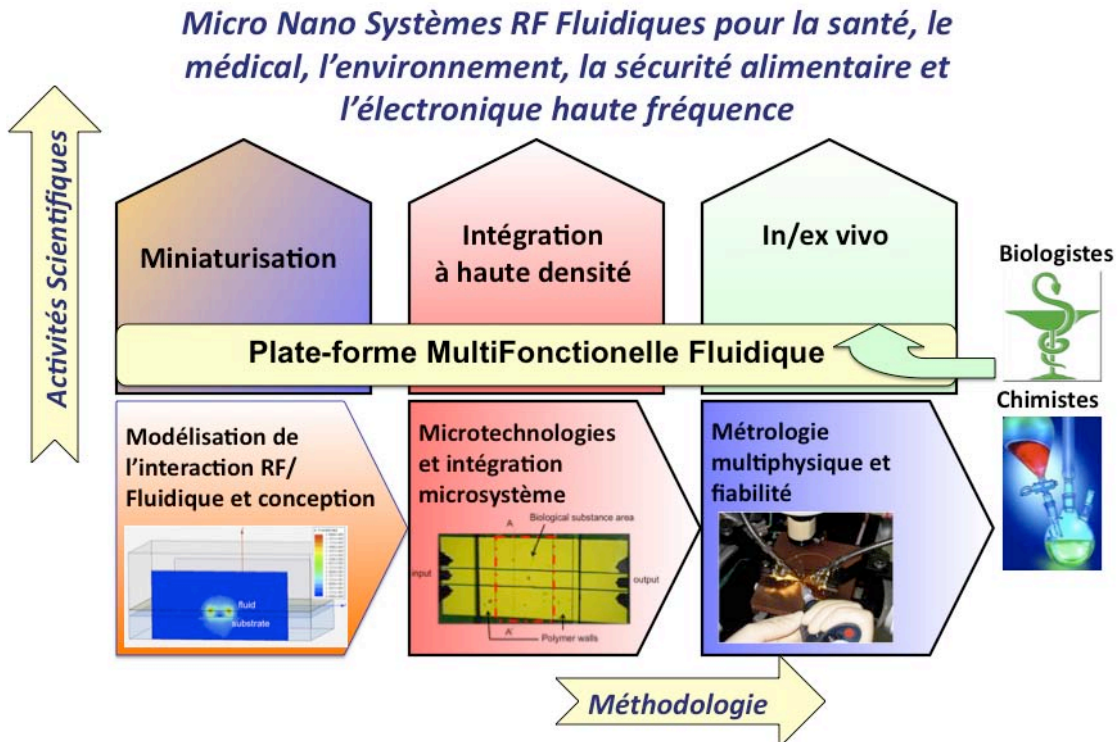 Micro Nano Systèmes RF Fluidiques pour la santé, le
médical, l'environnement, la sécurité alimentaire et
l'électronique haute fréquence
Activités Scientifiques
Miniaturisation
Intégration
à haute densité
In/ex vivo
Biologistes
Plate-forme MultiFonctionelle Fluidique
Chimistes
Modélisation de
l'interaction RF/
Fluidique et conception
fluid
substrate
Microtechnologies
et intégration
microsystème
A
Biological substance area
input
output
A'
Polymer walls
Métrologie
multiphysique et
fiabilité
Méthodologie